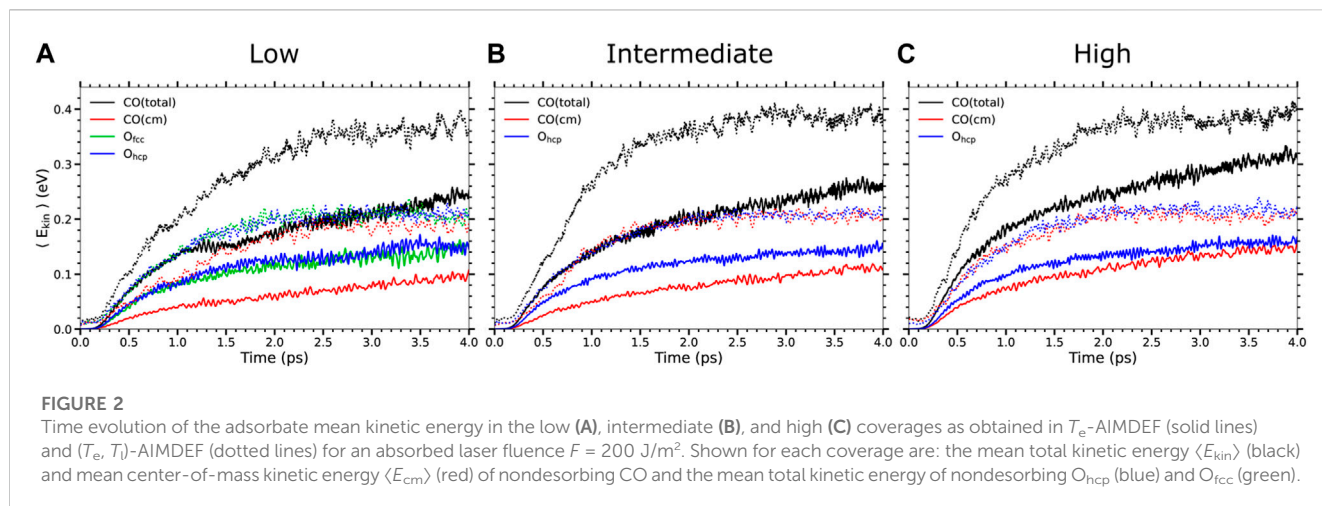 A Low
B Intermediate
C High
CO(total)
CO(cm)
Ofcc
Ohcp
CO(total)
CO(cm)
Ohcp
CO(total)
CO(cm)
Ohcp
⟨ Ekin ⟩ (eV)
0.4
0.3
0.2
0.1
0.0
0.0 0.5 1.0 1.5 2.0 2.5 3.0 3.5 4.0
0.0 0.5 1.0 1.5 2.0 2.5 3.0 3.5 4.0
0.0 0.5 1.0 1.5 2.0 2.5 3.0 3.5 4.0
Time (ps)
Time (ps)
Time (ps)
FIGURE 2
Time evolution of the adsorbate mean kinetic energy in the low (A), intermediate (B), and high (C) coverages as obtained in Te-AIMDEF (solid lines)
and (Te, Tl)-AIMDEF (dotted lines) for an absorbed laser fluence F = 200 J/m². Shown for each coverage are: the mean total kinetic energy ⟨Ekin⟩ (black)
and mean center-of-mass kinetic energy ⟨Ecm⟩ (red) of nondesorbing CO and the mean total kinetic energy of nondesorbing Ohcp (blue) and Ofcc (green).